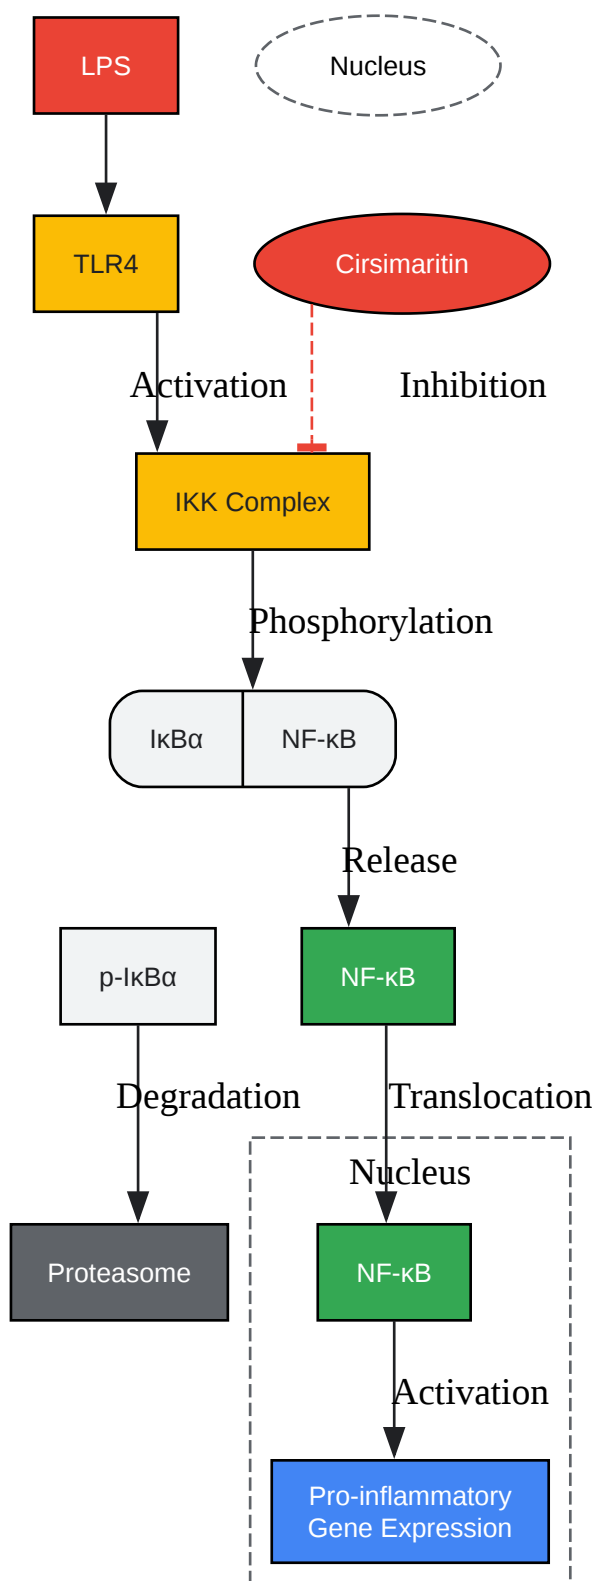 LPS
Nucleus
TLR4
Cirsimaritin
Activation
Inhibition
IKK Complex
Phosphorylation
IκBα
NF-κB
Release
p-IκBα
NF-κB
Degradation
Translocation
Nucleus
Proteasome
NF-κB
Activation
Pro-inflammatory
Gene Expression